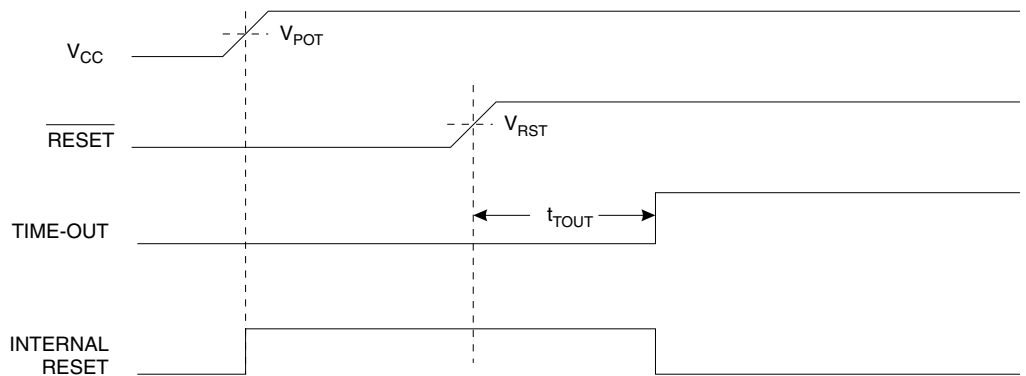 VCC
VPOT
RESET
VRST
TIME-OUT
tTOUT
INTERNAL
RESET